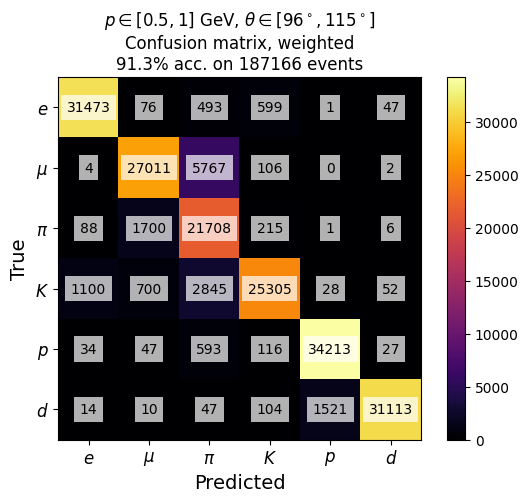 p ∈ [0.5, 1] GeV, θ ∈ [96°, 115°]
Confusion matrix, weighted
91.3% acc. on 187166 events
e 31473 76 493 599 1 47
μ 4 27011 5767 106 0 2
π 88 1700 21708 215 1 6
K 1100 700 2845 25305 28 52
p 34 47 593 116 34213 27
d 14 10 47 104 1521 31113
e μ π K p d
Predicted
True
30000
25000
20000
15000
10000
5000
0